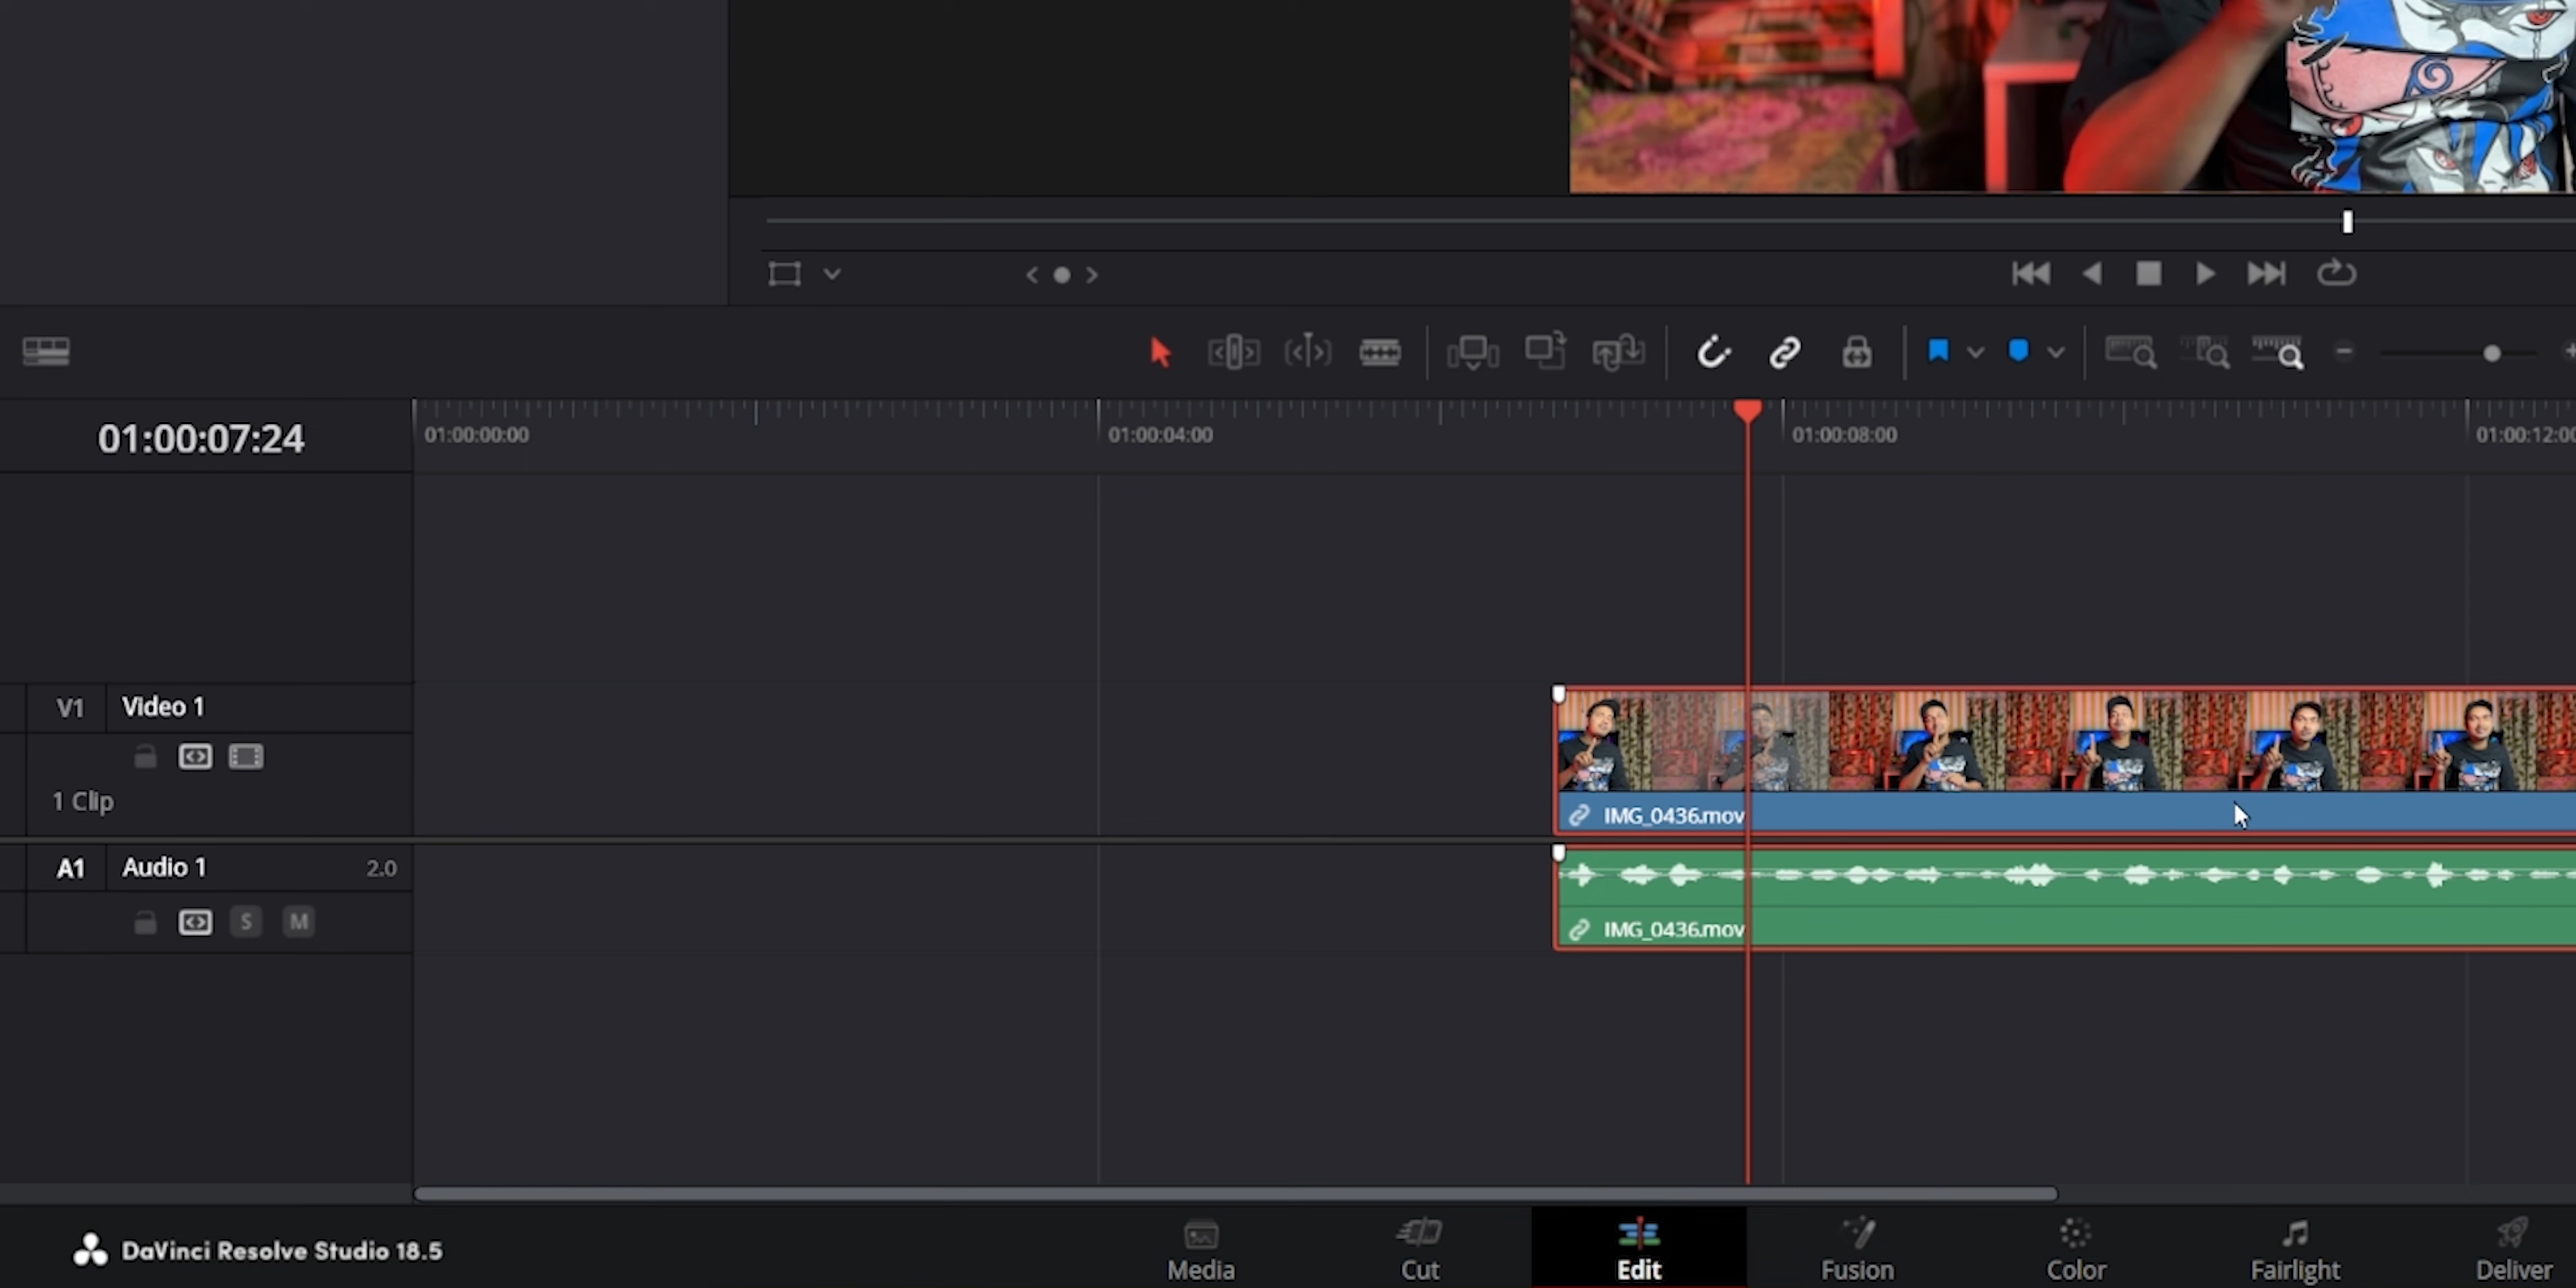 01:00:07:24
01:00:00:00
01:00:04:00
01:00:08:00
01:00:12:00
V1 Video 1
1 Clip
IMG_0436.mov
A1 Audio 1 2.0
S M
IMG_0436.mov
DaVinci Resolve Studio 18.5
Media Cut Edit Fusion Color Fairlight Deliver